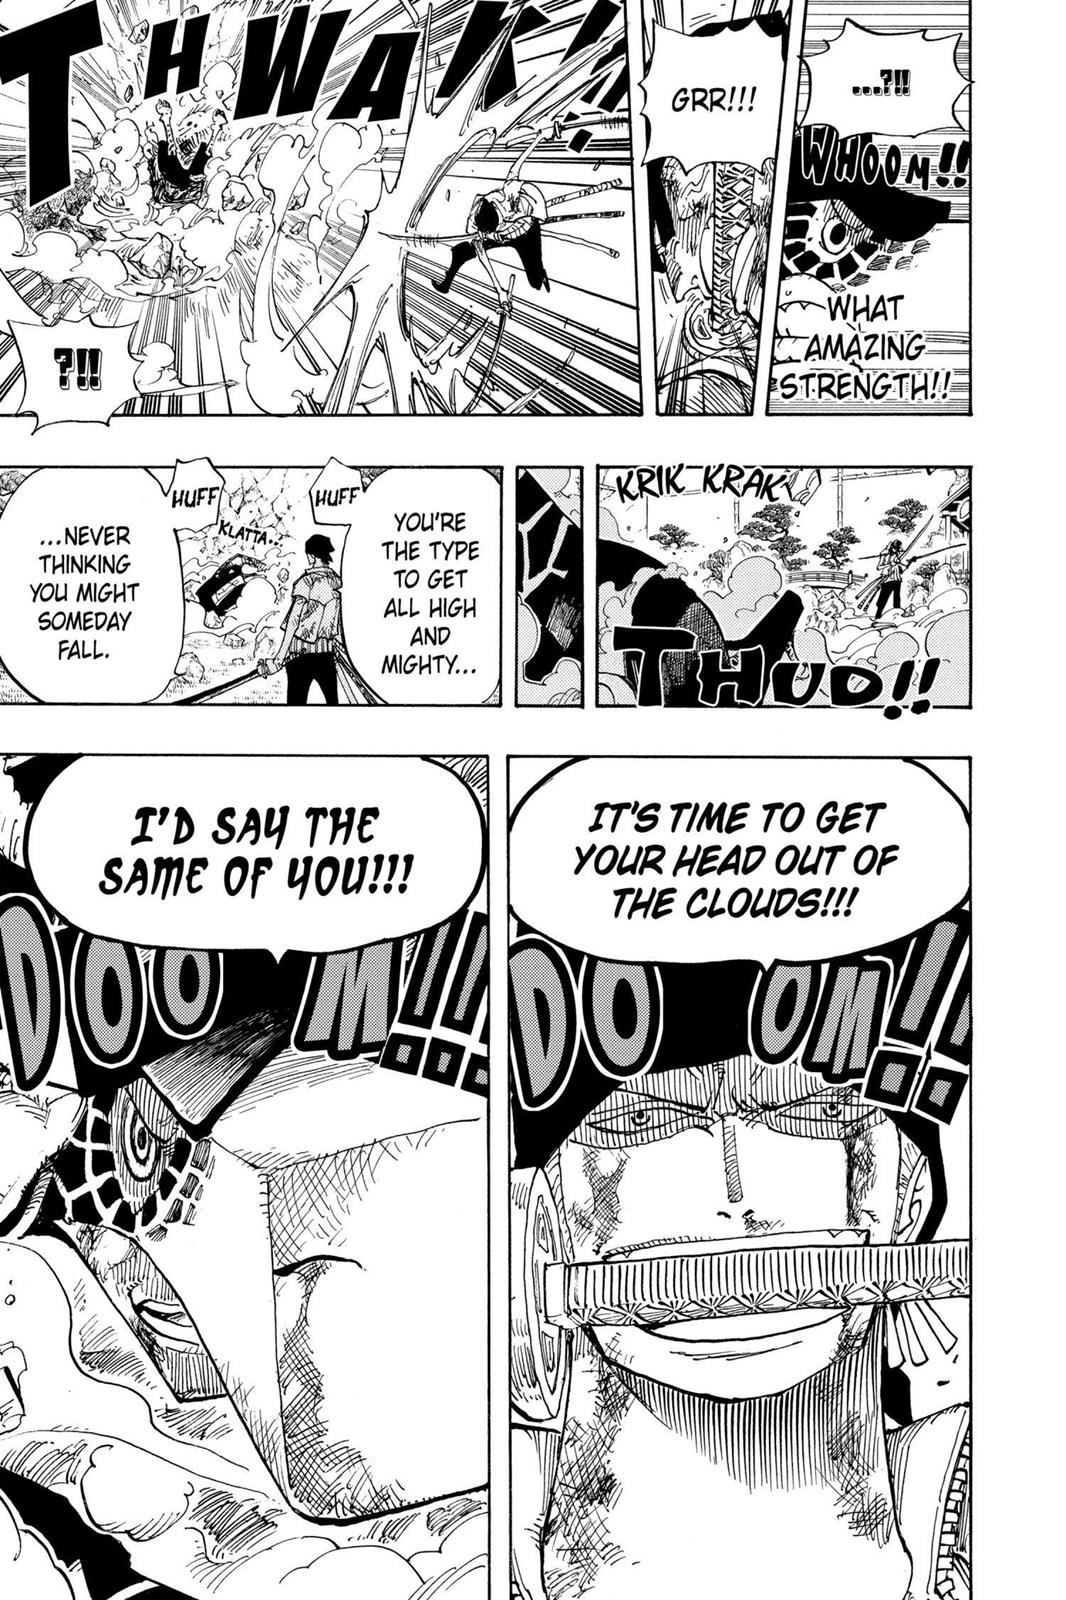 ...?!!
WHOOM!!
WHAT
AMAZING
STRENGTH!!
GRR!!!
THWAK!!
?!!
KRIK KRAK
THUD!!
YOU'RE
THE TYPE
TO GET
ALL HIGH
AND
MIGHTY...
HUFF
KLATTA...
HUFF
...NEVER
THINKING
YOU MIGHT
SOMEDAY
FALL.
IT'S TIME TO GET
YOUR HEAD OUT OF
THE CLOUDS!!!
DOOM!!
I'D SAY THE
SAME OF YOU!!!
DOOM!!!